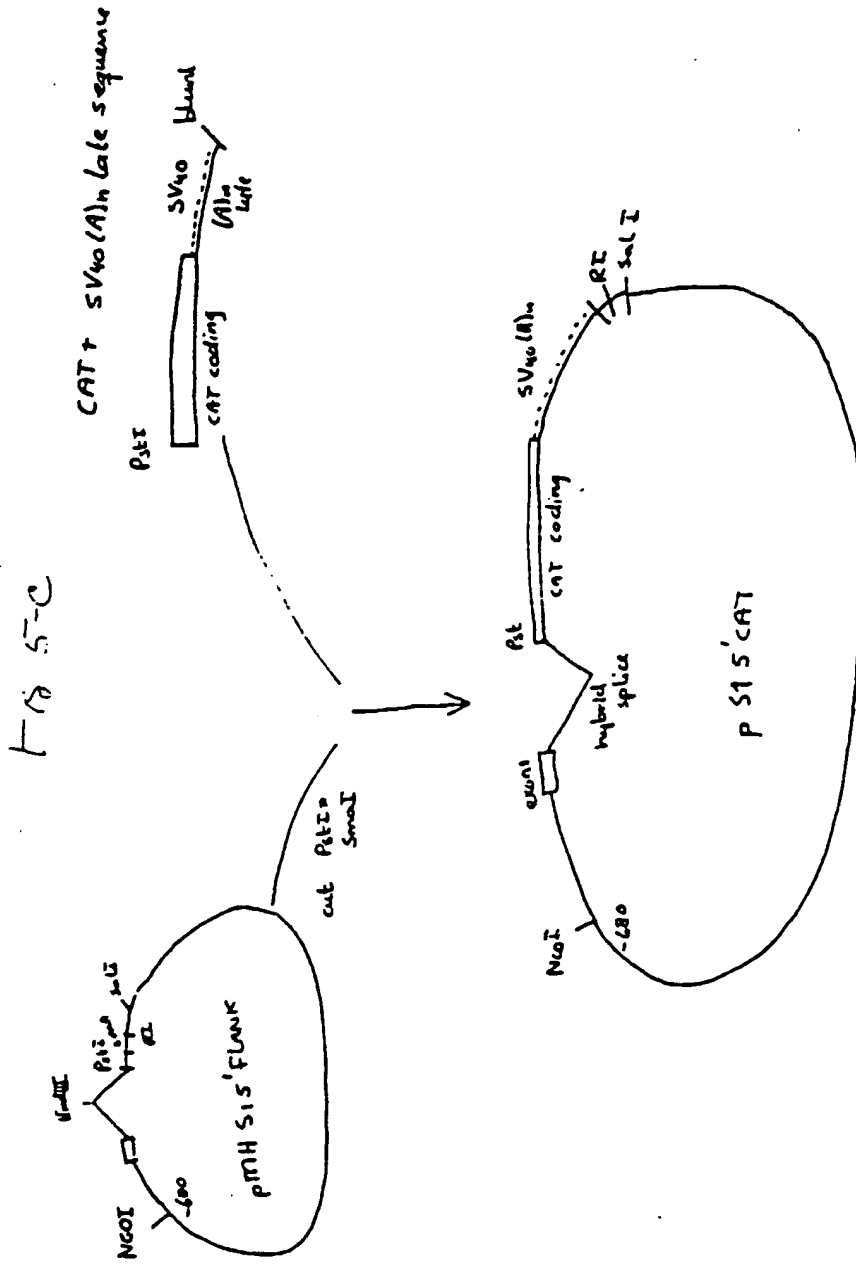 Fig 5-C
CAT + SV40 (A)n late sequence
PstI
CAT coding
SV40
(A)n
late
blunt
HindIII
PstI
SmaI
RI
SalI
NCOI
-680
pMH S1 5' FLANK
cut PstI +
SmaI
NcoI
-680
exon1
hybrid
splice
Pst
CAT coding
SV40 (A)n
RI
Sal I
p S1 5' CAT